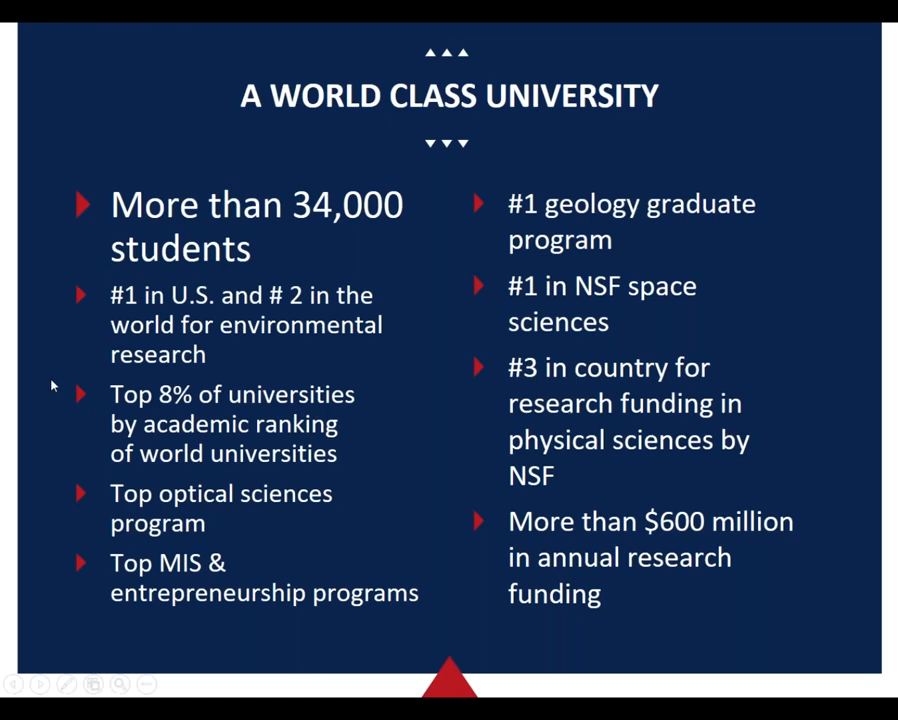 A WORLD CLASS UNIVERSITY
More than 34,000
students
#1 in U.S. and # 2 in the
world for environmental
research
Top 8% of universities
by academic ranking
of world universities
Top optical sciences
program
Top MIS &
entrepreneurship programs
#1 geology graduate
program
#1 in NSF space
sciences
#3 in country for
research funding in
physical sciences by
NSF
More than $600 million
in annual research
funding